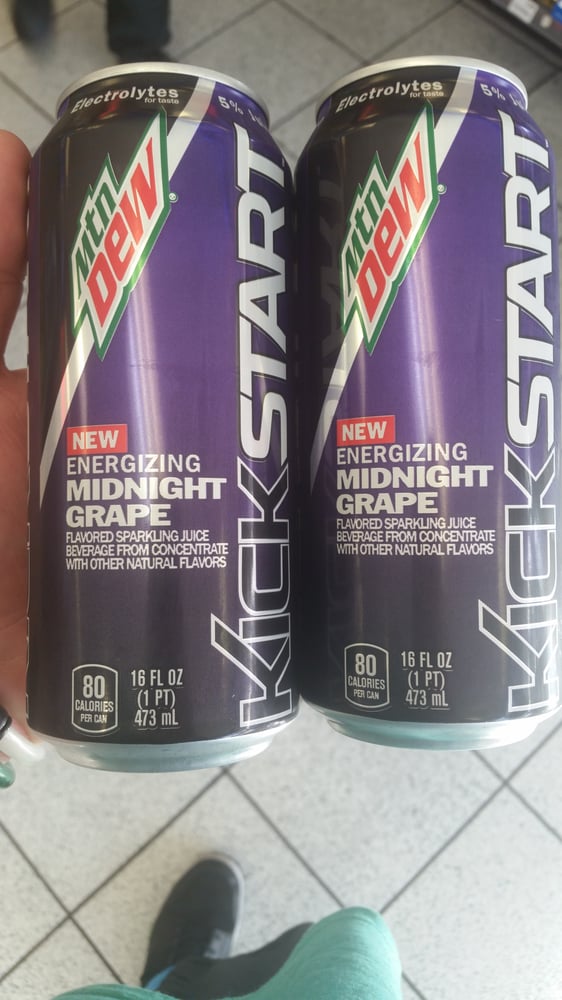 Electrolytes
for taste
5%
Mtn
Dew
KICKSTART
NEW
ENERGIZING
MIDNIGHT
GRAPE
FLAVORED SPARKLING JUICE
BEVERAGE FROM CONCENTRATE
WITH OTHER NATURAL FLAVORS
80
CALORIES
PER CAN
16 FL OZ
(1 PT)
473 mL
Electrolytes
for taste
5%
Mtn
Dew
KICKSTART
NEW
ENERGIZING
MIDNIGHT
GRAPE
FLAVORED SPARKLING JUICE
BEVERAGE FROM CONCENTRATE
WITH OTHER NATURAL FLAVORS
80
CALORIES
PER CAN
16 FL OZ
(1 PT)
473 mL